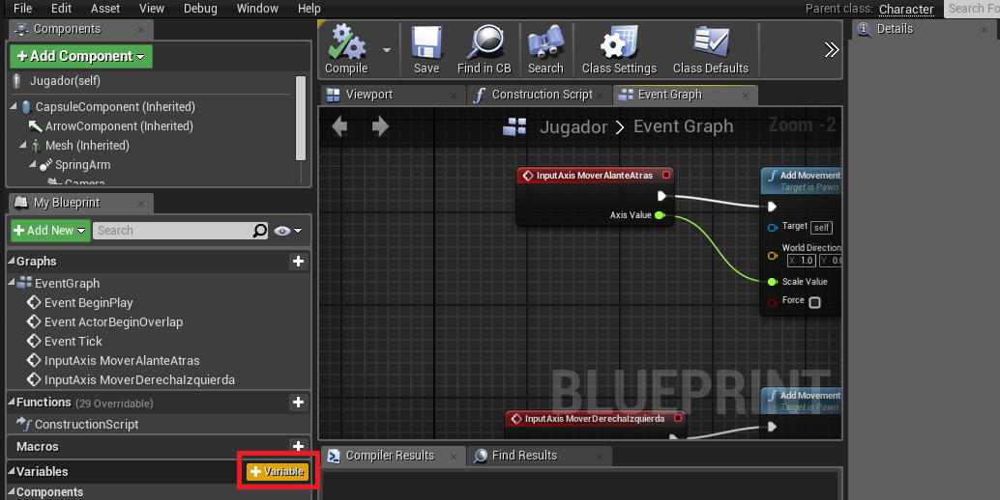 File Edit Asset View Debug Window Help
Parent class: Character
Search Fo
Components
+ Add Component
Jugador(self)
CapsuleComponent (Inherited)
ArrowComponent (Inherited)
Mesh (Inherited)
SpringArm
Camera
My Blueprint
+ Add New
Search
Graphs
EventGraph
Event BeginPlay
Event ActorBeginOverlap
Event Tick
InputAxis MoverAlanteAtras
InputAxis MoverDerechaIzquierda
Functions (29 Overridable)
ConstructionScript
Macros
Variables
+ Variable
Components
Compile
Save
Find in CB
Search
Class Settings
Class Defaults
Viewport
Construction Script
Event Graph
Jugador > Event Graph
Zoom -2
InputAxis MoverAlanteAtras
Axis Value
Add Movement
Target is Pawn
Target self
World Direction
X 1.0 Y 0.0
Scale Value
Force
BLUEPRINT
InputAxis MoverDerechaIzquierda
Add Movement
Target is Pawn
Compiler Results
Find Results
Details